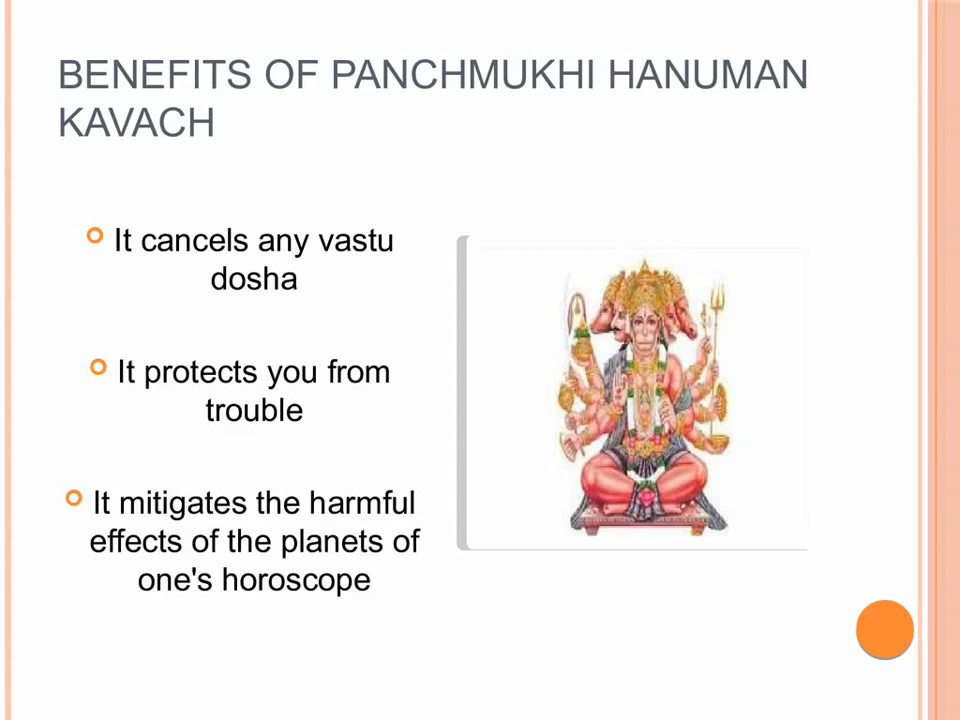 BENEFITS OF PANCHMUKHI HANUMAN
KAVACH
It cancels any vastu
dosha
It protects you from
trouble
It mitigates the harmful
effects of the planets of
one's horoscope